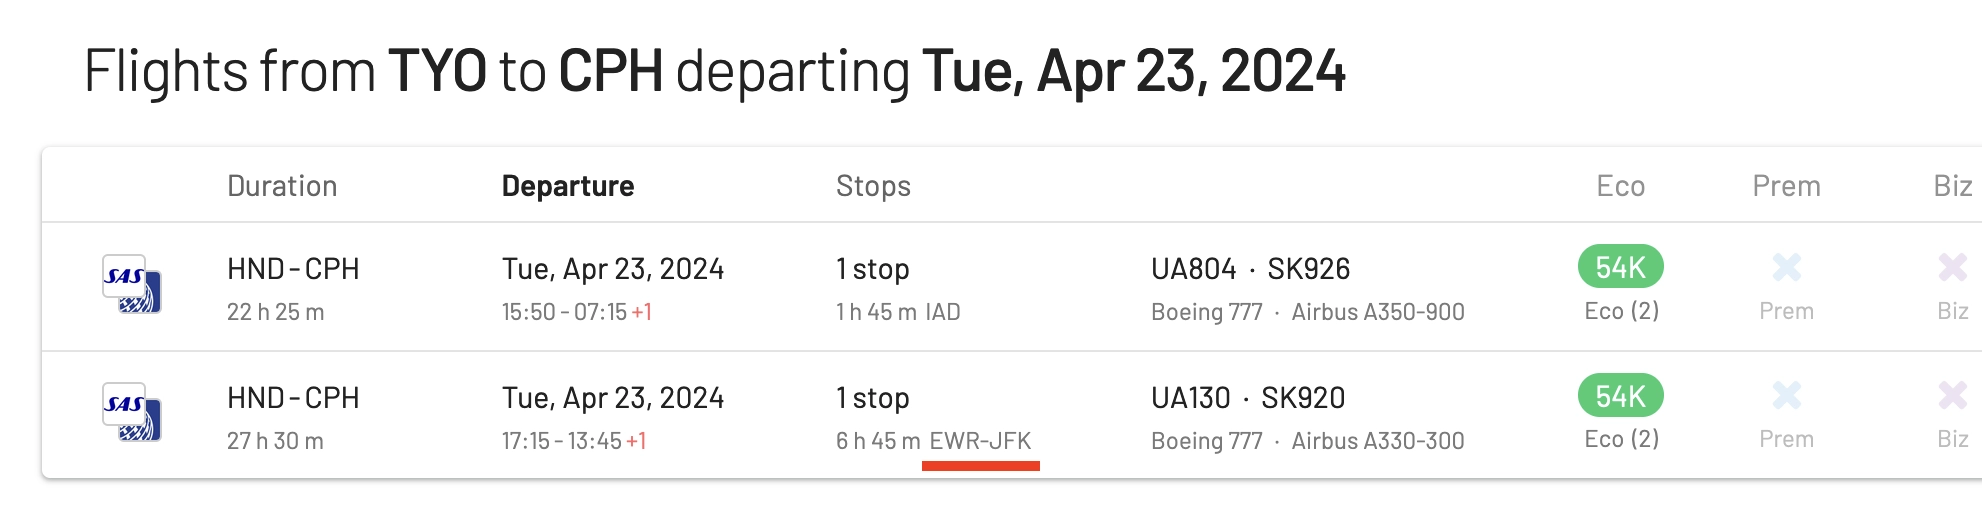 Flights from TYO to CPH departing Tue, Apr 23, 2024
Duration Departure Stops Eco Prem Biz
SAS HND - CPH Tue, Apr 23, 2024 1 stop UA804 · SK926 54K
22 h 25 m 15:50 - 07:15 +1 1 h 45 m IAD Boeing 777 · Airbus A350-900 Eco (2) Prem Biz
SAS HND - CPH Tue, Apr 23, 2024 1 stop UA130 · SK920 54K
27 h 30 m 17:15 - 13:45 +1 6 h 45 m EWR-JFK Boeing 777 · Airbus A330-300 Eco (2) Prem Biz